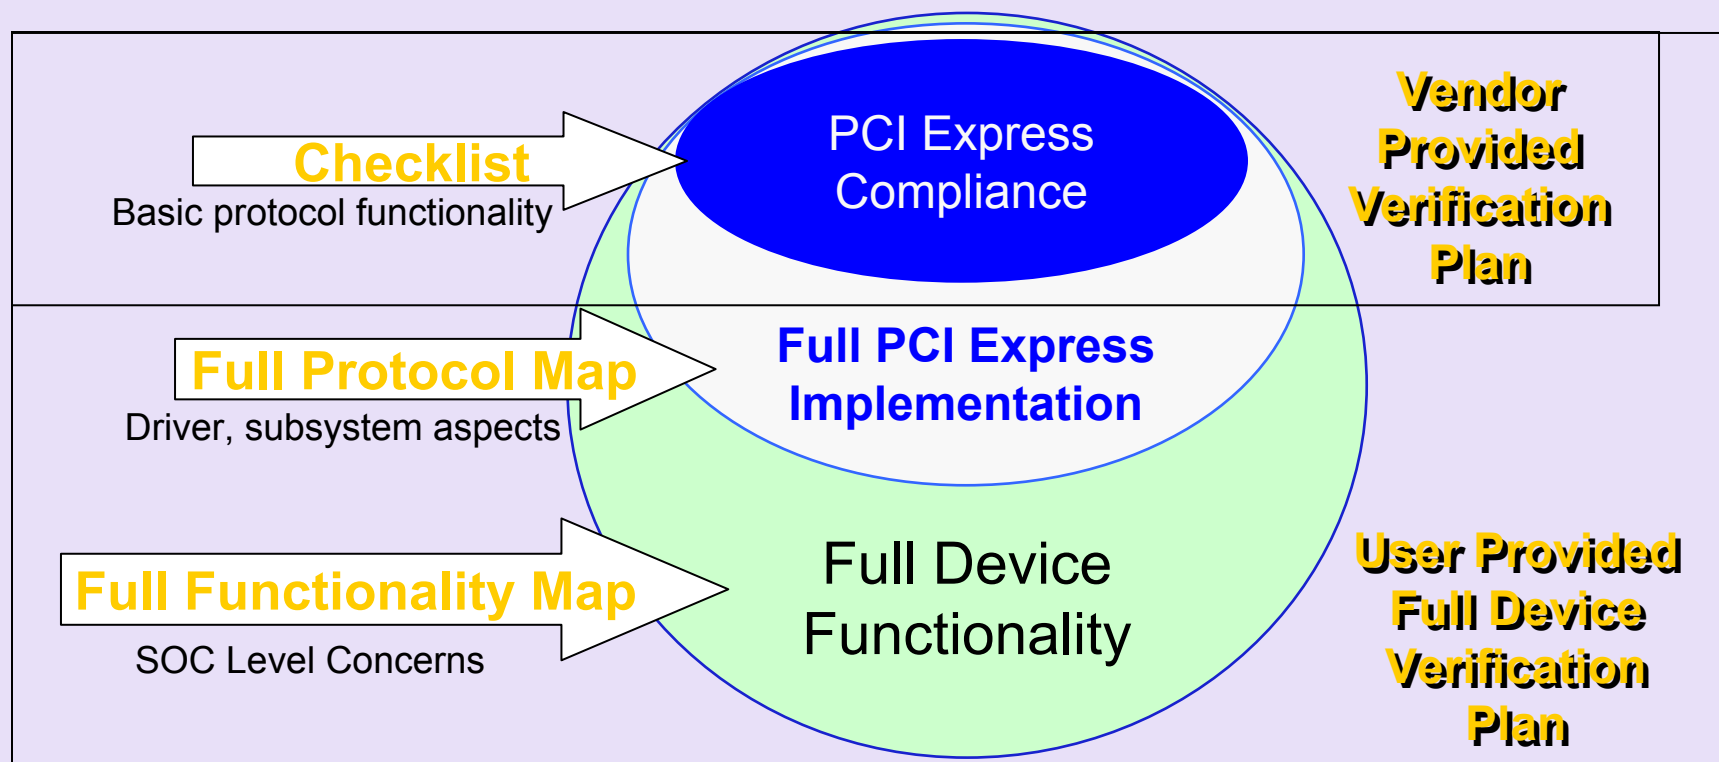 Checklist
Basic protocol functionality
PCI Express
Compliance
Vendor
Provided
Verification
Plan
Full Protocol Map
Driver, subsystem aspects
Full PCI Express
Implementation
Full Functionality Map
SOC Level Concerns
Full Device
Functionality
User Provided
Full Device
Verification
Plan